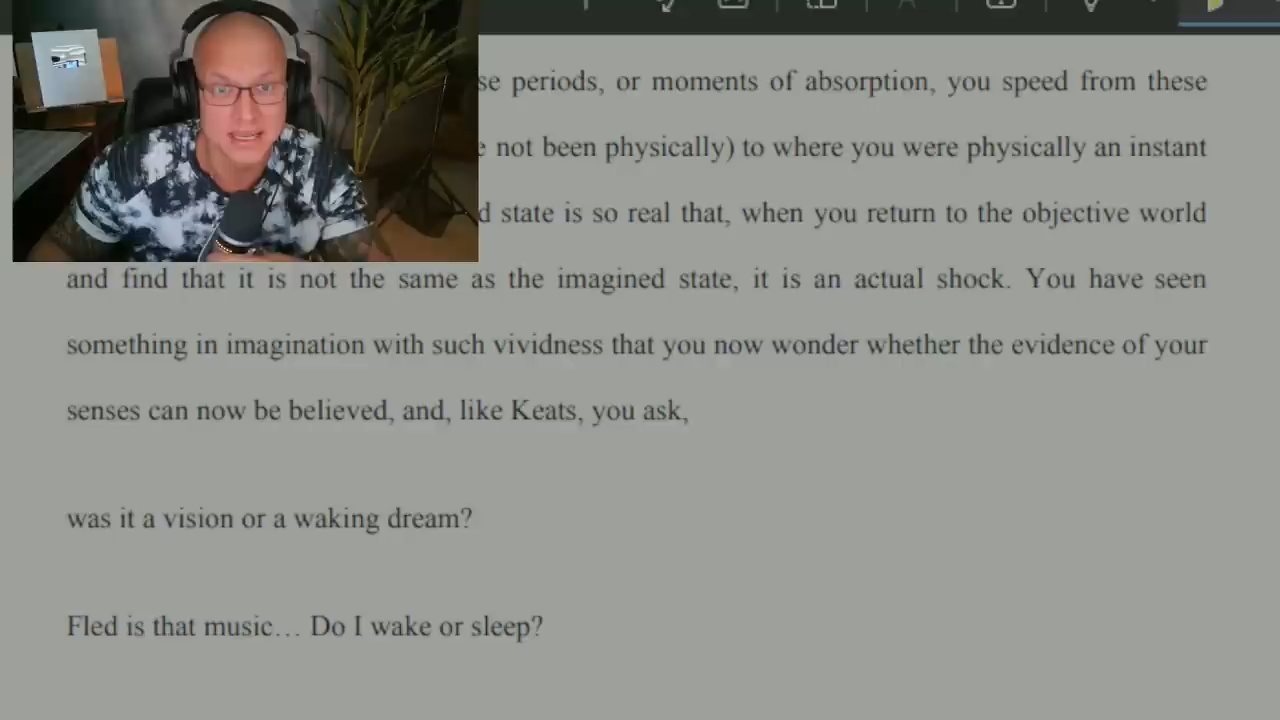 se periods, or moments of absorption, you speed from these
not been physically) to where you were physically an instant
d state is so real that, when you return to the objective world
and find that it is not the same as the imagined state, it is an actual shock. You have seen
something in imagination with such vividness that you now wonder whether the evidence of your
senses can now be believed, and, like Keats, you ask,
was it a vision or a waking dream?
Fled is that music… Do I wake or sleep?